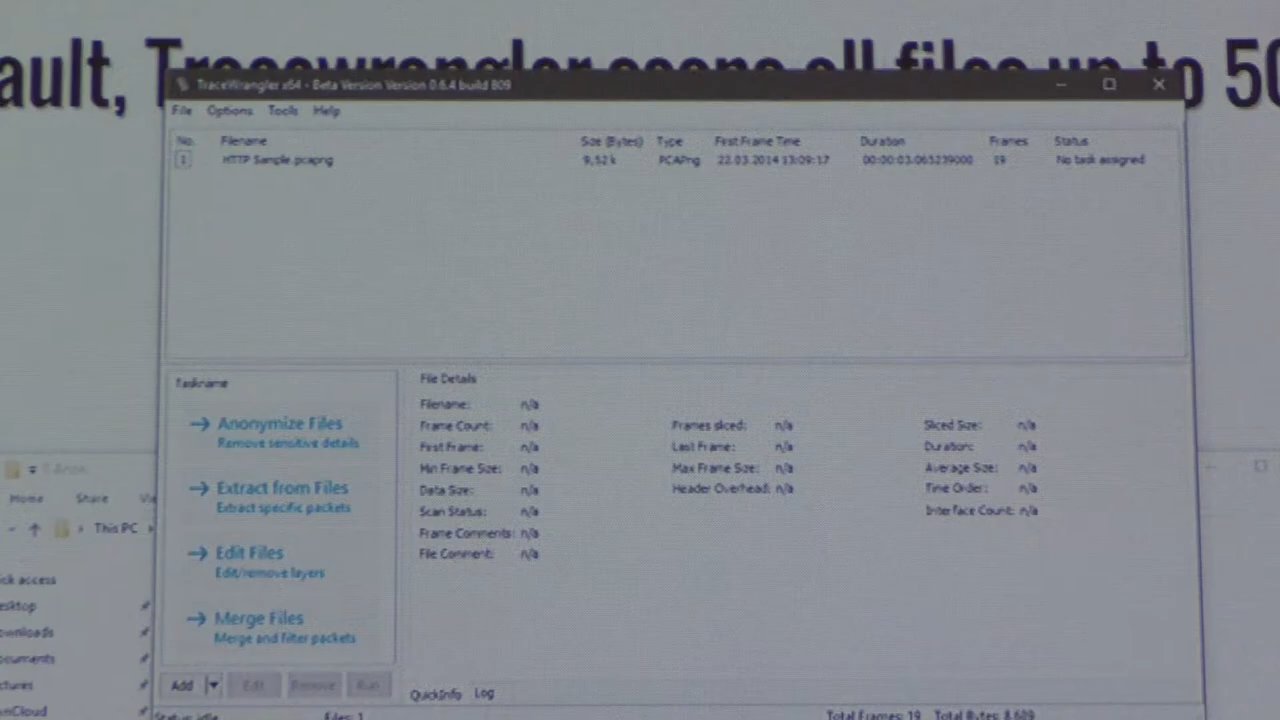 ault, Tracewrangler scans all files up to 50
TraceWrangler x64 - Beta Version Version 0.6.4 build 809
File Options Tools Help
No. Filename Size (Bytes) Type First Frame Time Duration Frames Status
1 HTTP Sample.pcapng 9,52 k PCAPng 22.03.2014 13:09:17 00:00:03.065239000 19 No task assigned
Taskname
Anonymize Files
Remove sensitive details
Extract from Files
Extract specific packets
Edit Files
Edit/remove layers
Merge Files
Merge and filter packets
Add Edit Remove Run
File Details
Filename: n/a
Frame Count: n/a Frames sliced: n/a Sliced Size: n/a
First Frame: n/a Last Frame: n/a Duration: n/a
Min Frame Size: n/a Max Frame Size: n/a Average Size: n/a
Data Size: n/a Header Overhead: n/a Time Order: n/a
Scan Status: n/a Interface Count: n/a
Frame Comments: n/a
File Comment: n/a
QuickInfo Log
Status: idle Files: 1 Total Frames: 19 Total Bytes: 8.609
Home Share Vi
This PC
ick access
esktop
ownloads
ocuments
ctures
nCloud